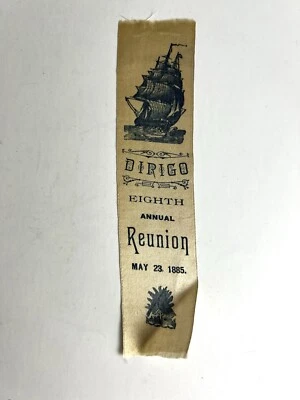 DIRIGO
EIGHTH
ANNUAL
Reunion
MAY 23, 1885.